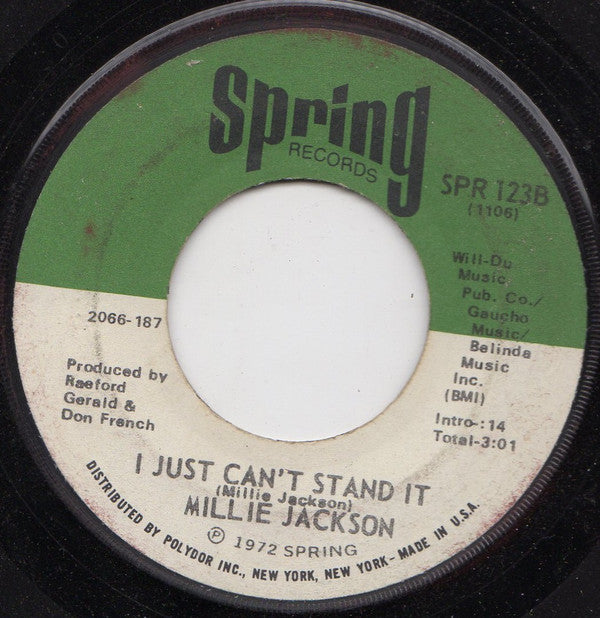 Spring
RECORDS
SPR 123B
(1106)
Will-Du
Music
Pub. Co./
Gaucho
Music/
Belinda
Music
Inc.
(BMI)
Intro-:14
Total-3:01
2066-187
Produced by
Raeford
Gerald &
Don French
I JUST CAN'T STAND IT
(Millie Jackson)
MILLIE JACKSON
Ⓟ 1972 SPRING
DISTRIBUTED BY POLYDOR INC., NEW YORK, NEW YORK - MADE IN U.S.A.